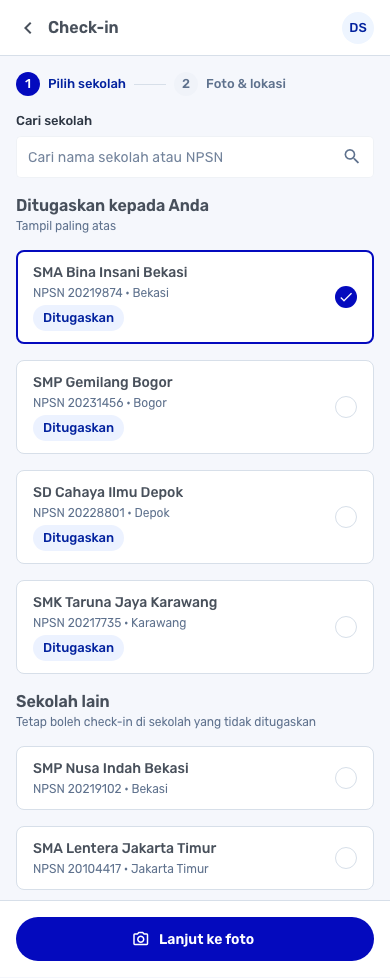 Check-in
DS
1 Pilih sekolah
2 Foto & lokasi
Cari sekolah
Cari nama sekolah atau NPSN
Ditugaskan kepada Anda
Tampil paling atas
SMA Bina Insani Bekasi
NPSN 20219874 • Bekasi
Ditugaskan
SMP Gemilang Bogor
NPSN 20231456 • Bogor
Ditugaskan
SD Cahaya Ilmu Depok
NPSN 20228801 • Depok
Ditugaskan
SMK Taruna Jaya Karawang
NPSN 20217735 • Karawang
Ditugaskan
Sekolah lain
Tetap boleh check-in di sekolah yang tidak ditugaskan
SMP Nusa Indah Bekasi
NPSN 20219102 • Bekasi
SMA Lentera Jakarta Timur
NPSN 20104417 • Jakarta Timur
Lanjut ke foto